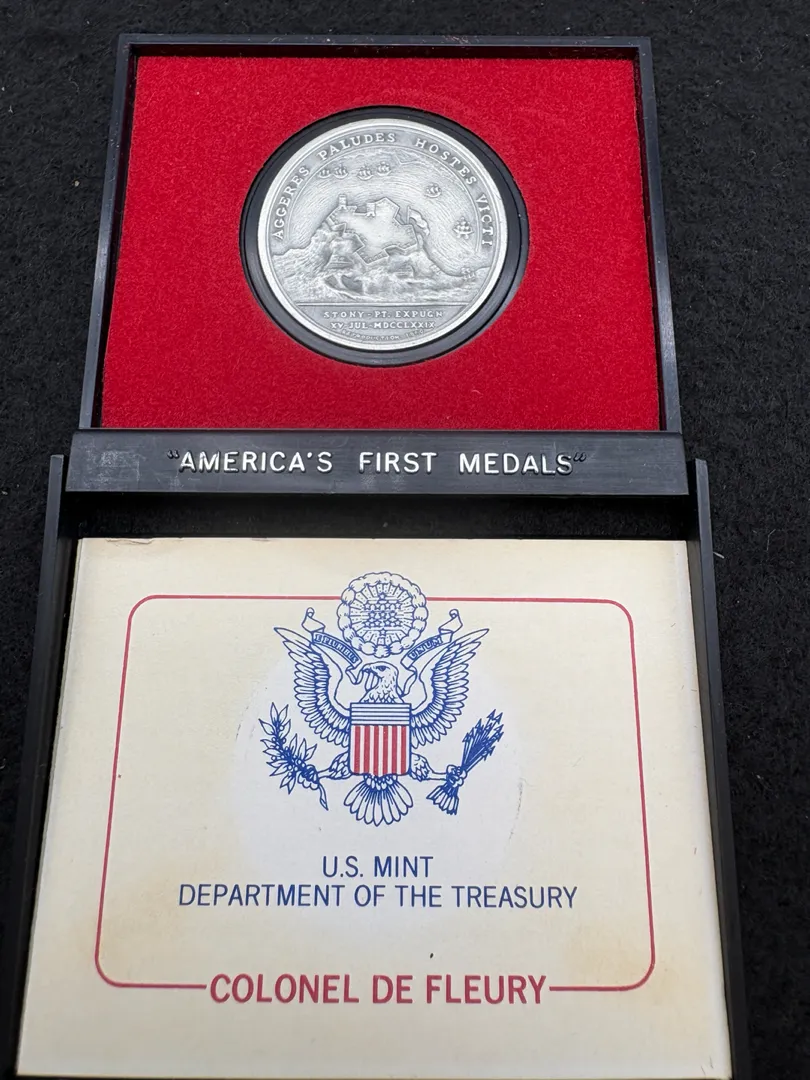 AGGERES PALUDES HOSTES VICTI
STONY-PT. EXPUGN
XV JUL. MDCCLXXIX
"AMERICA'S FIRST MEDALS"
U.S. MINT
DEPARTMENT OF THE TREASURY
COLONEL DE FLEURY